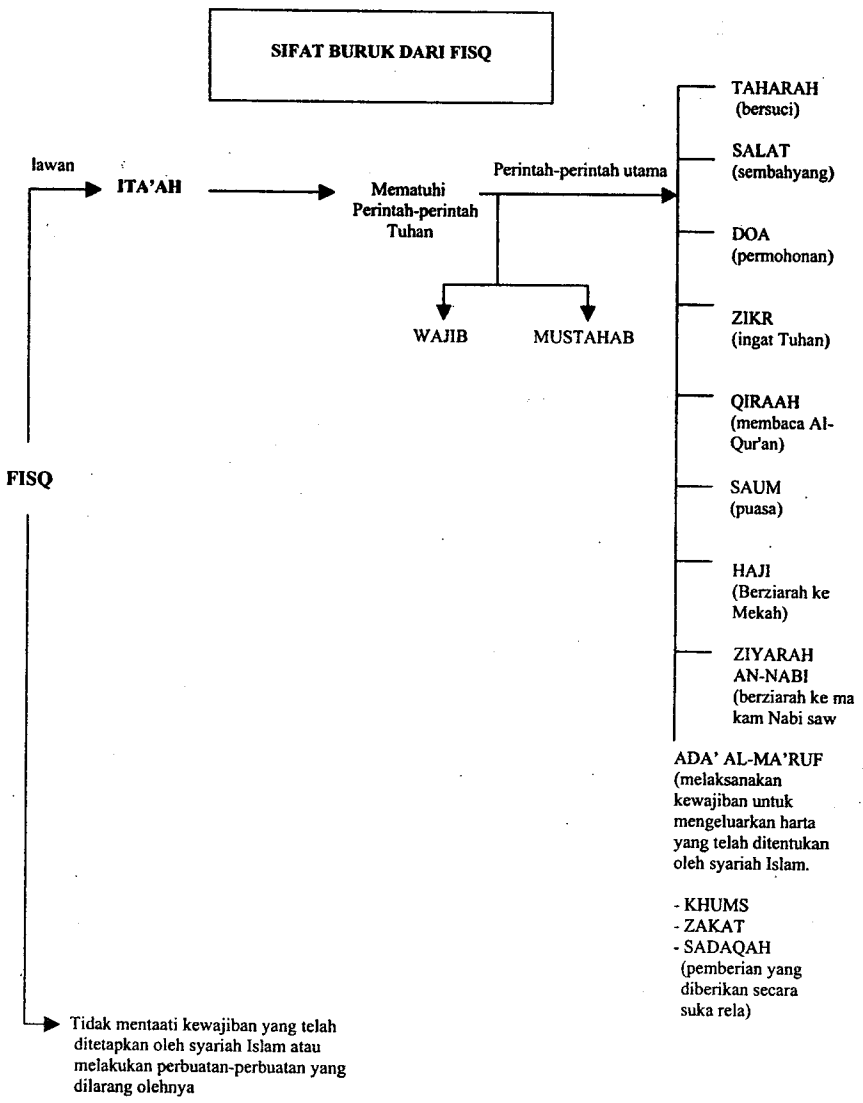 SIFAT BURUK DARI FISQ
lawan
ITA'AH
Mematuhi
Perintah-perintah
Tuhan
Perintah-perintah utama
WAJIB
MUSTAHAB
TAHARAH
(bersuci)
SALAT
(sembahyang)
DOA
(permohonan)
ZIKR
(ingat Tuhan)
QIRAAH
(membaca Al-
Qur'an)
SAUM
(puasa)
HAJI
(Berziarah ke
Mekah)
ZIYARAH
AN-NABI
(berziarah ke ma
kam Nabi saw
ADA' AL-MA'RUF
(melaksanakan
kewajiban untuk
mengeluarkan harta
yang telah ditentukan
oleh syariah Islam.
- KHUMS
- ZAKAT
- SADAQAH
(pemberian yang
diberikan secara
suka rela)
FISQ
Tidak mentaati kewajiban yang telah
ditetapkan oleh syariah Islam atau
melakukan perbuatan-perbuatan yang
dilarang olehnya